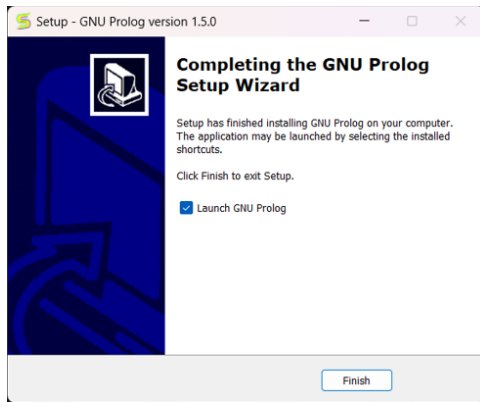 Setup - GNU Prolog version 1.5.0
Completing the GNU Prolog
Setup Wizard
Setup has finished installing GNU Prolog on your computer.
The application may be launched by selecting the installed
shortcuts.
Click Finish to exit Setup.
Launch GNU Prolog
Finish